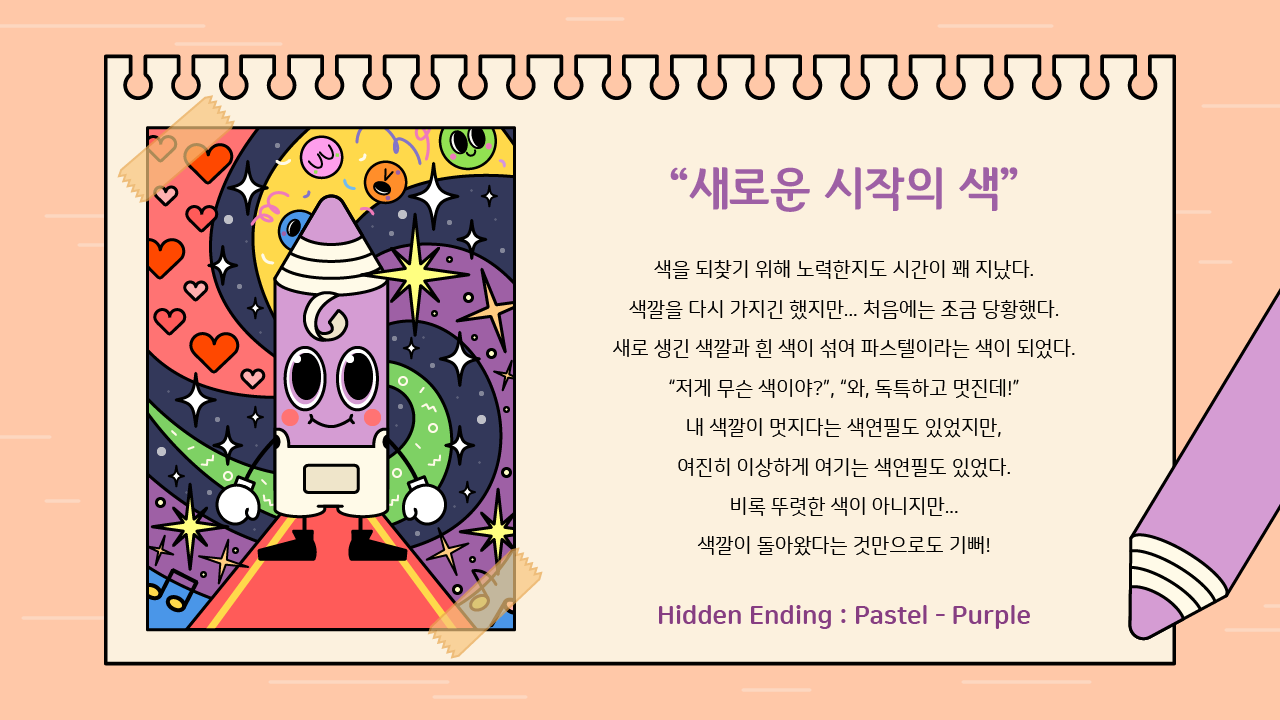 “새로운 시작의 색”
색을 되찾기 위해 노력한지도 시간이 꽤 지났다.
색깔을 다시 가지긴 했지만... 처음에는 조금 당황했다.
새로 생긴 색깔과 흰 색이 섞여 파스텔이라는 색이 되었다.
“저게 무슨 색이야?”, “와, 독특하고 멋진데!”
내 색깔이 멋지다는 색연필도 있었지만,
여진히 이상하게 여기는 색연필도 있었다.
비록 뚜렷한 색이 아니지만...
색깔이 돌아왔다는 것만으로도 기뻐!
Hidden Ending : Pastel - Purple